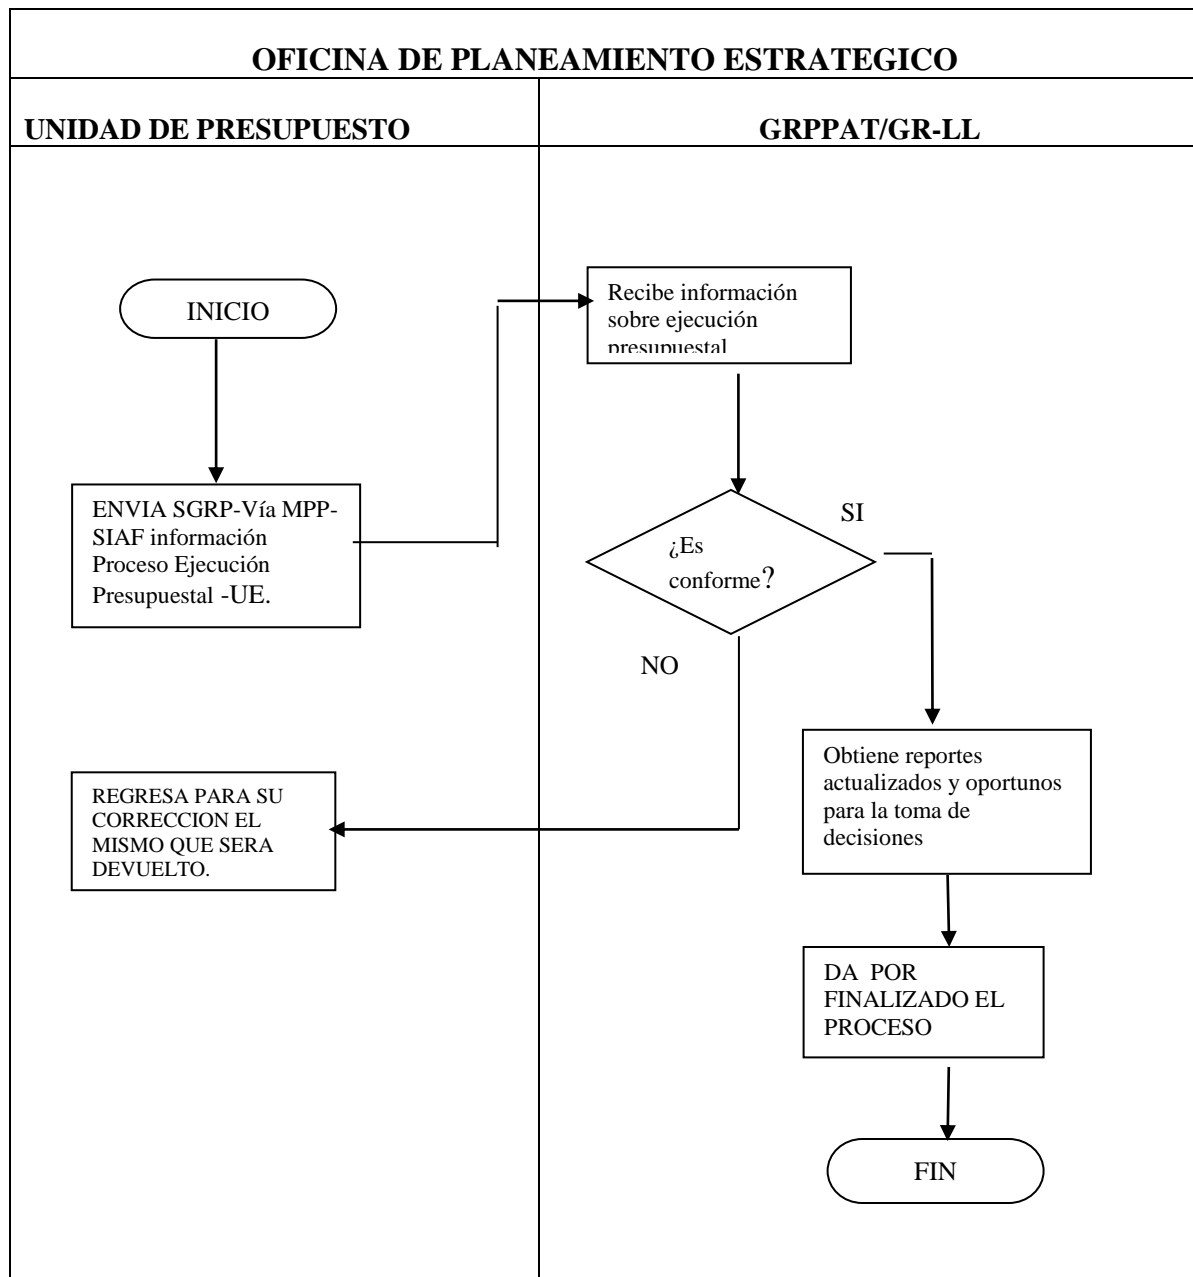 OFICINA DE PLANEAMIENTO ESTRATEGICO
UNIDAD DE PRESUPUESTO
GRPPAT/GR-LL
INICIO
ENVIA SGRP-Vía MPP-
SIAF información
Proceso Ejecución
Presupuestal -UE.
Recibe información
sobre ejecución
presupuestal
¿Es
conforme?
SI
NO
REGRESA PARA SU
CORRECCION EL
MISMO QUE SERA
DEVUELTO.
Obtiene reportes
actualizados y oportunos
para la toma de
decisiones
DA POR
FINALIZADO EL
PROCESO
FIN